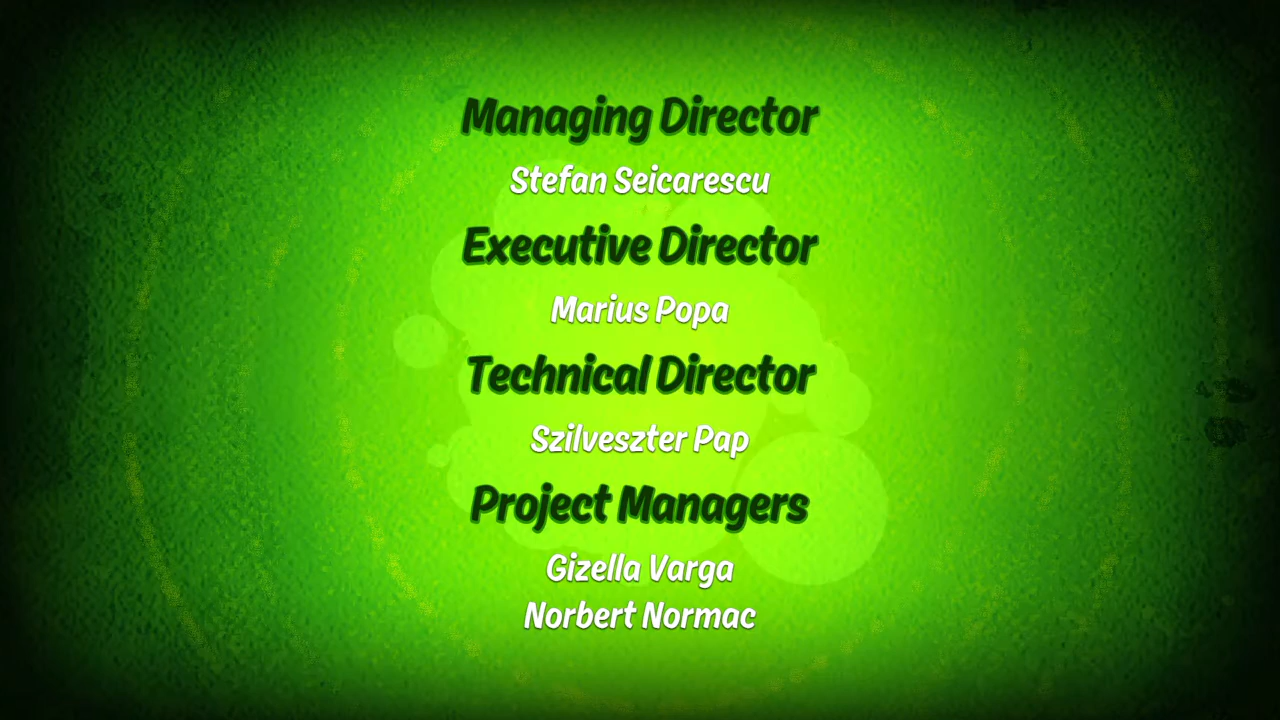 Managing Director
Stefan Seicarescu
Executive Director
Marius Popa
Technical Director
Szilveszter Pap
Project Managers
Gizella Varga
Norbert Normac